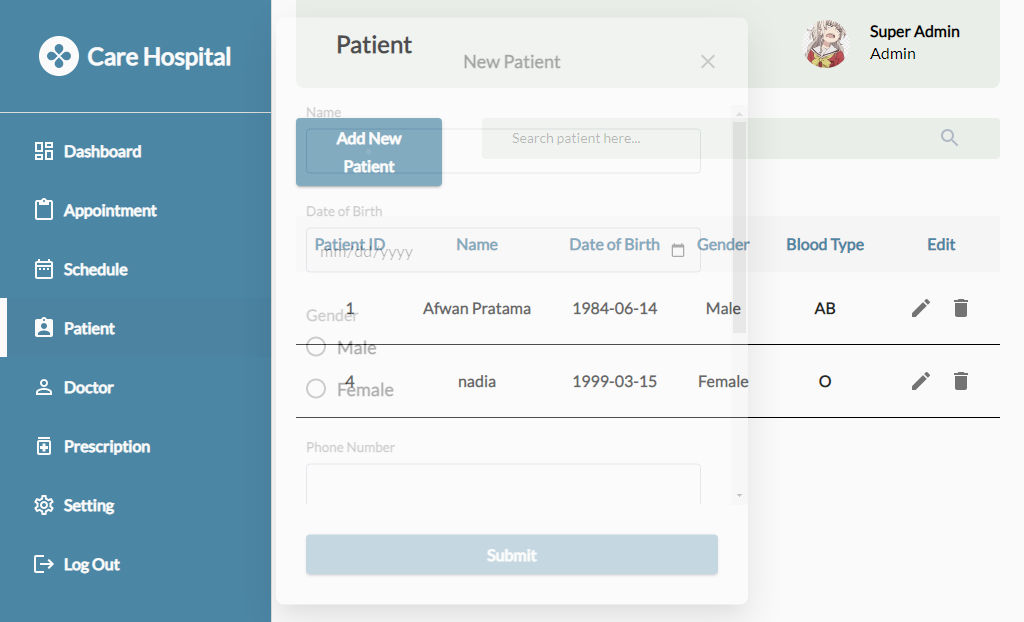 Care Hospital
Dashboard
Appointment
Schedule
Patient
Doctor
Prescription
Setting
Log Out
Patient
Super Admin
Admin
Add New
Patient
Search patient here...
Patient ID Name Date of Birth Gender Blood Type Edit
1 Afwan Pratama 1984-06-14 Male AB
4 nadia 1999-03-15 Female O
New Patient
Name
Date of Birth
mm/dd/yyyy
Gender
Male
Female
Phone Number
Submit